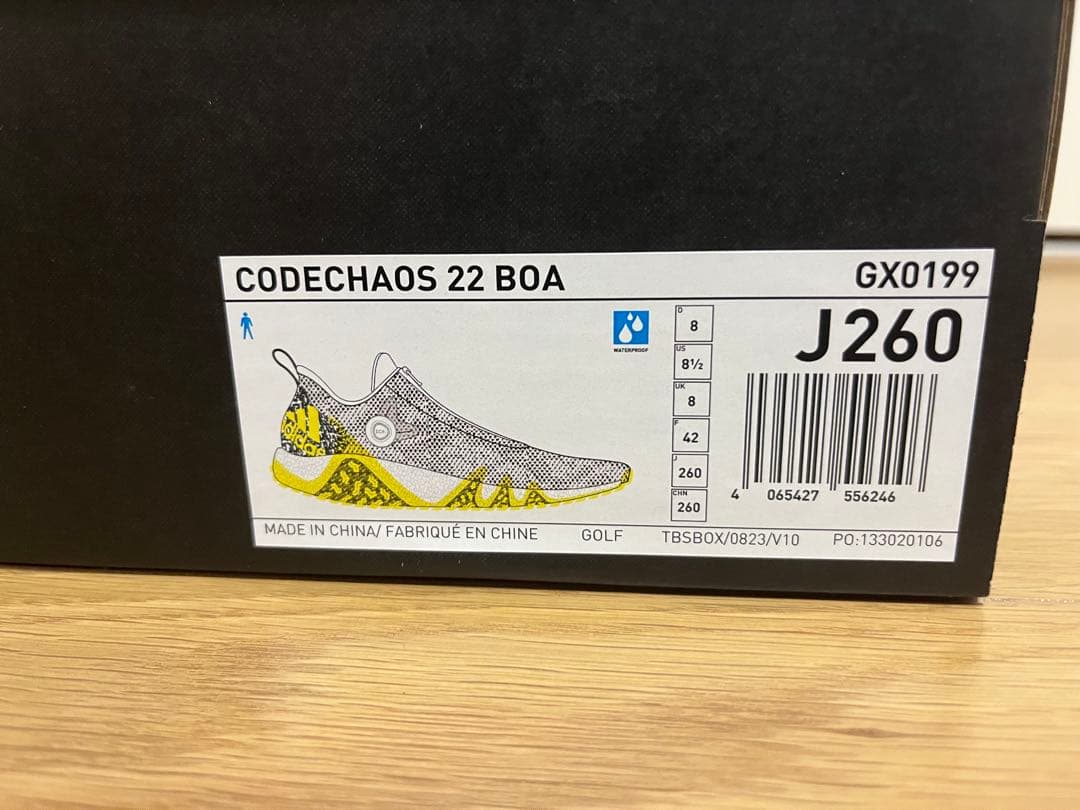 CODECHAOS 22 BOA
GX0199
J260
WATERPROOF
D
8
US
8½
UK
8
F
42
J
260
CHN
260
4 065427 556246
MADE IN CHINA/ FABRIQUÉ EN CHINE
GOLF
TBSBOX/0823/V10
PO:133020106